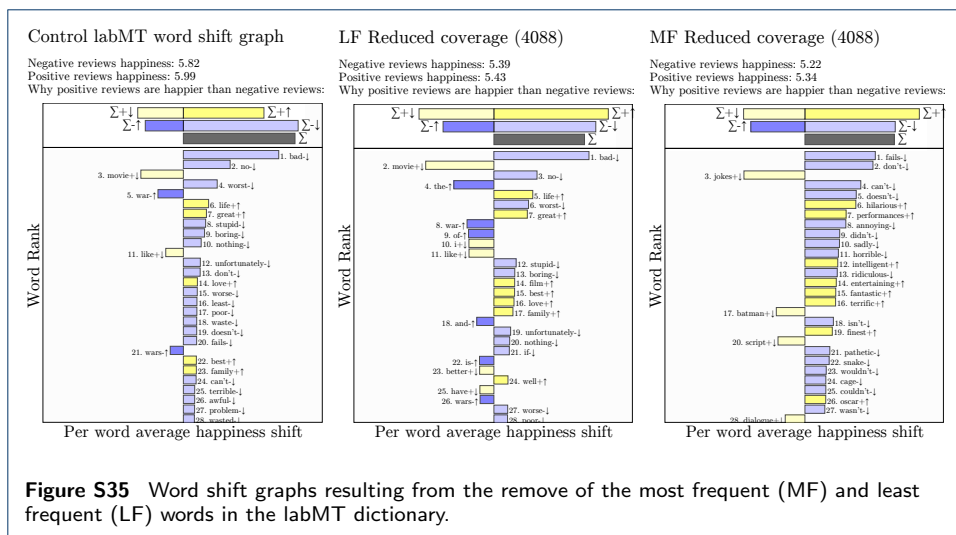 Control labMT word shift graph
Negative reviews happiness: 5.82
Positive reviews happiness: 5.99
Why positive reviews are happier than negative reviews:
Σ+↓ Σ+↑
Σ-↑ Σ-↓
Σ
1. bad-↓
2. no-↓
3. movie+↓
4. worst-↓
5. war-↑
6. life+↑
7. great+↑
8. stupid-↓
9. boring-↓
10. nothing-↓
11. like+↓
12. unfortunately-↓
13. don't-↓
14. love+↑
15. worse-↓
16. least-↓
17. poor-↓
18. waste-↓
19. doesn't-↓
20. fails-↓
21. wars-↑
22. best+↑
23. family+↑
24. can't-↓
25. terrible-↓
26. awful-↓
27. problem-↓
28. wasted-↓
Word Rank
Per word average happiness shift
LF Reduced coverage (4088)
Negative reviews happiness: 5.39
Positive reviews happiness: 5.43
Why positive reviews are happier than negative reviews:
Σ+↓ Σ+↑
Σ-↑ Σ-↓
Σ
1. bad-↓
2. movie+↓
3. no-↓
4. the-↑
5. life+↑
6. worst-↓
7. great+↑
8. war-↑
9. of-↑
10. i+↓
11. like+↓
12. stupid-↓
13. boring-↓
14. film+↑
15. best+↑
16. love+↑
17. family+↑
18. and-↑
19. unfortunately-↓
20. nothing-↓
21. if-↓
22. is-↑
23. better+↓
24. well+↑
25. have+↓
26. wars-↑
27. worse-↓
28. poor-↓
Word Rank
Per word average happiness shift
MF Reduced coverage (4088)
Negative reviews happiness: 5.22
Positive reviews happiness: 5.34
Why positive reviews are happier than negative reviews:
Σ+↓ Σ+↑
Σ-↑ Σ-↓
Σ
1. fails-↓
2. don't-↓
3. jokes+↓
4. can't-↓
5. doesn't-↓
6. hilarious+↑
7. performances+↑
8. annoying-↓
9. didn't-↓
10. sadly-↓
11. horrible-↓
12. intelligent+↑
13. ridiculous-↓
14. entertaining+↑
15. fantastic+↑
16. terrific+↑
17. batman+↓
18. isn't-↓
19. finest+↑
20. script+↓
21. pathetic-↓
22. snake-↓
23. wouldn't-↓
24. cage-↓
25. couldn't-↓
26. oscar+↑
27. wasn't-↓
28. dialogue+↓
Word Rank
Per word average happiness shift
Figure S35 Word shift graphs resulting from the remove of the most frequent (MF) and least
frequent (LF) words in the labMT dictionary.